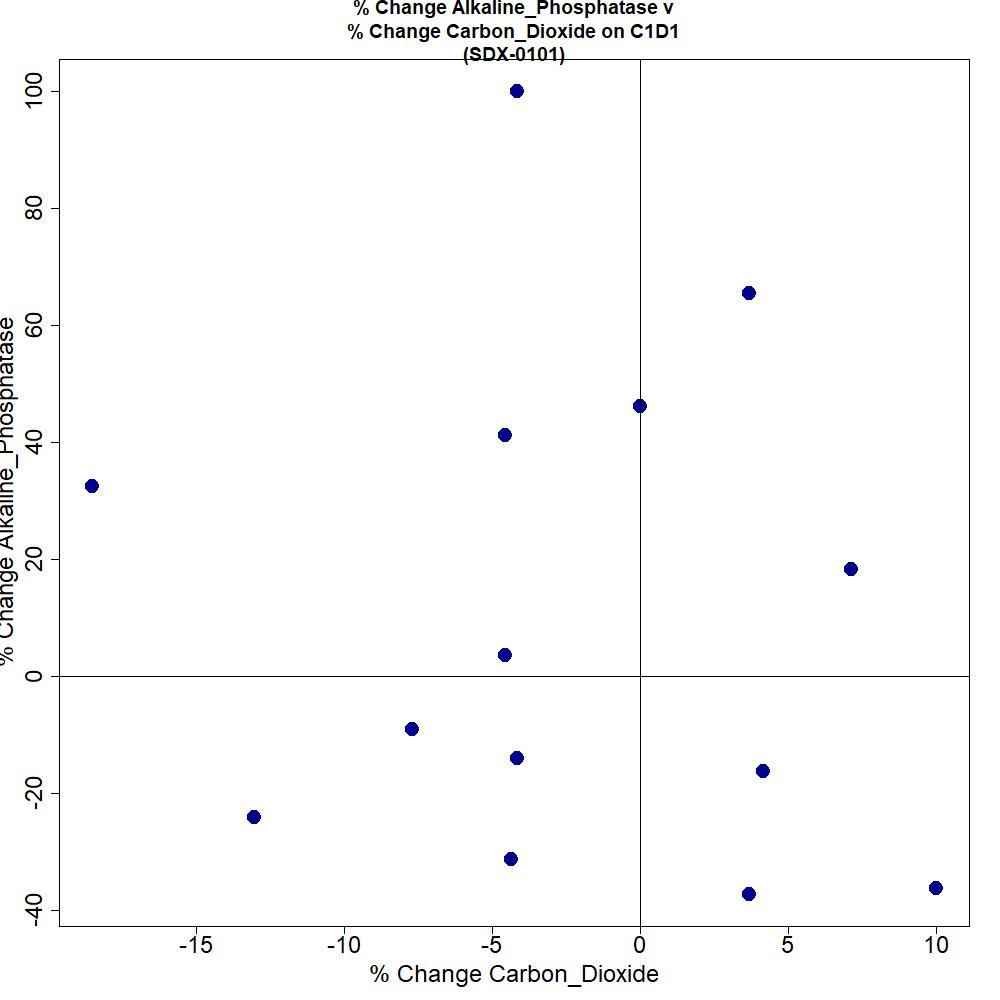 % Change Alkaline_Phosphatase v
% Change Carbon_Dioxide on C1D1
(SDX-0101)
100
80
60
40
20
0
-20
-40
% Change Alkaline_Phosphatase
-15
-10
-5
0
5
10
% Change Carbon_Dioxide